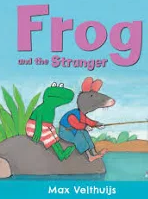 Frog
and the Stranger
Max Velthuijs